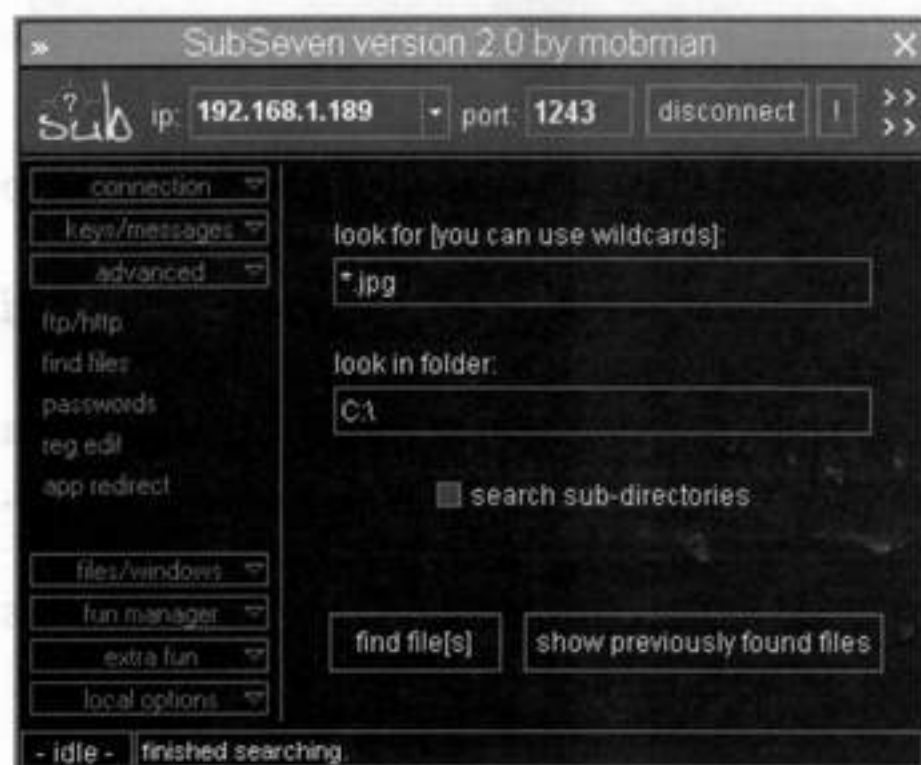 » SubSeven version 2.0 by mobman X
? sub ip: 192.168.1.189 port: 1243 disconnect ! >> >>
connection
keys/messages
advanced
ftp/http
find files
passwords
reg edit
app redirect
files/windows
fun manager
extra fun
local options
look for [you can use wildcards]:
*.jpg
look in folder:
C:\
search sub-directories
find file[s] show previously found files
- idle - finished searching.